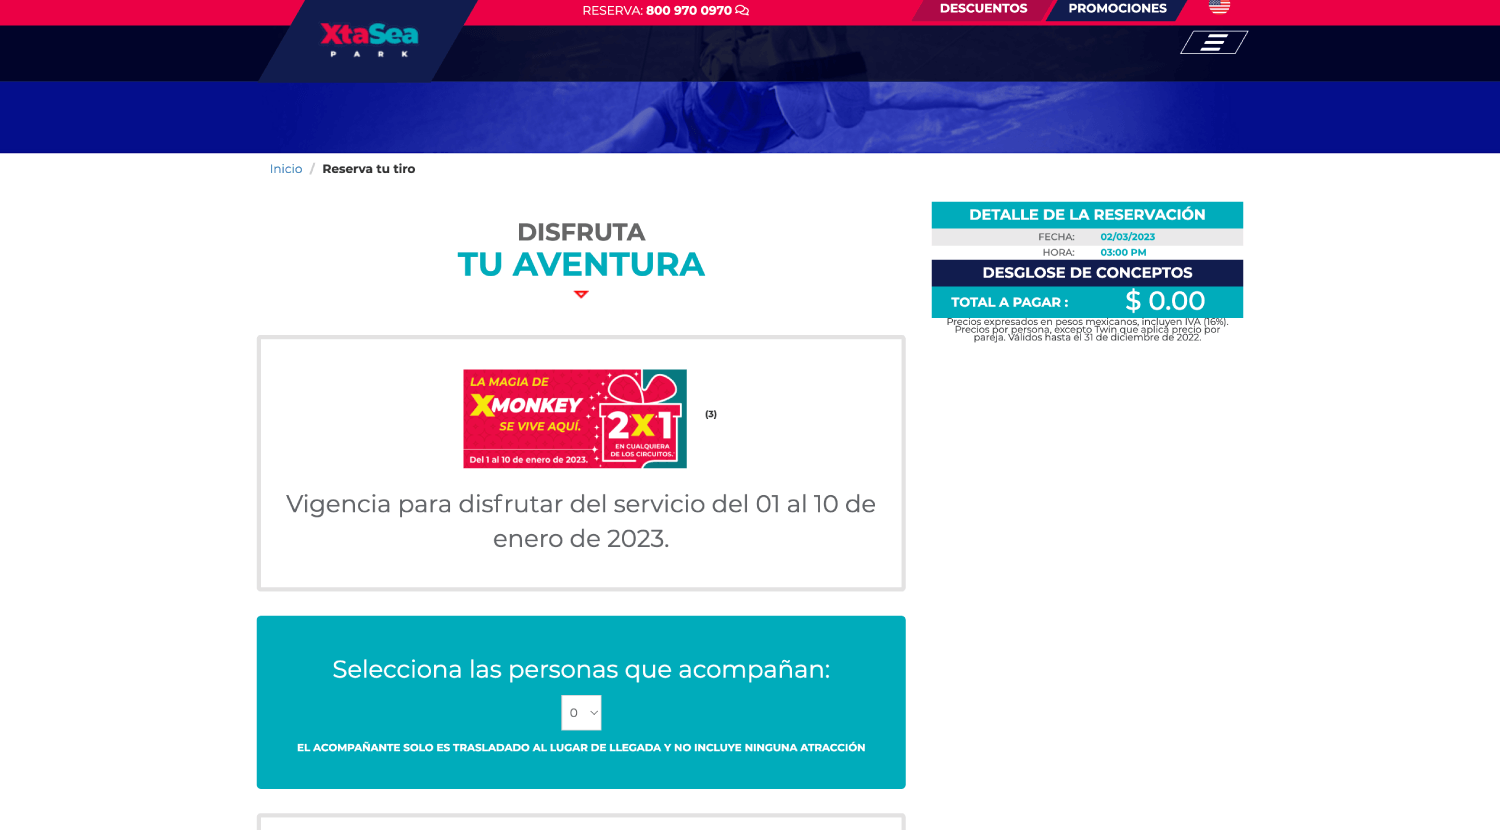 RESERVA: 800 970 0970
DESCUENTOS
PROMOCIONES
XtaSea
PARK
Inicio / Reserva tu tiro
DISFRUTA
TU AVENTURA
DETALLE DE LA RESERVACIÓN
FECHA: 02/03/2023
HORA: 03:00 PM
DESGLOSE DE CONCEPTOS
TOTAL A PAGAR : $ 0.00
Precios expresados en pesos mexicanos, incluyen IVA (16%).
Precios por persona, excepto Twin que aplica precio por
pareja. Válidos hasta el 31 de diciembre de 2022.
LA MAGIA DE
XMONKEY
SE VIVE AQUÍ.
Del 1 al 10 de enero de 2023.
2x1
EN CUALQUIERA
DE LOS CIRCUITOS.
(3)
Vigencia para disfrutar del servicio del 01 al 10 de
enero de 2023.
Selecciona las personas que acompañan:
0
EL ACOMPAÑANTE SOLO ES TRASLADADO AL LUGAR DE LLEGADA Y NO INCLUYE NINGUNA ATRACCIÓN